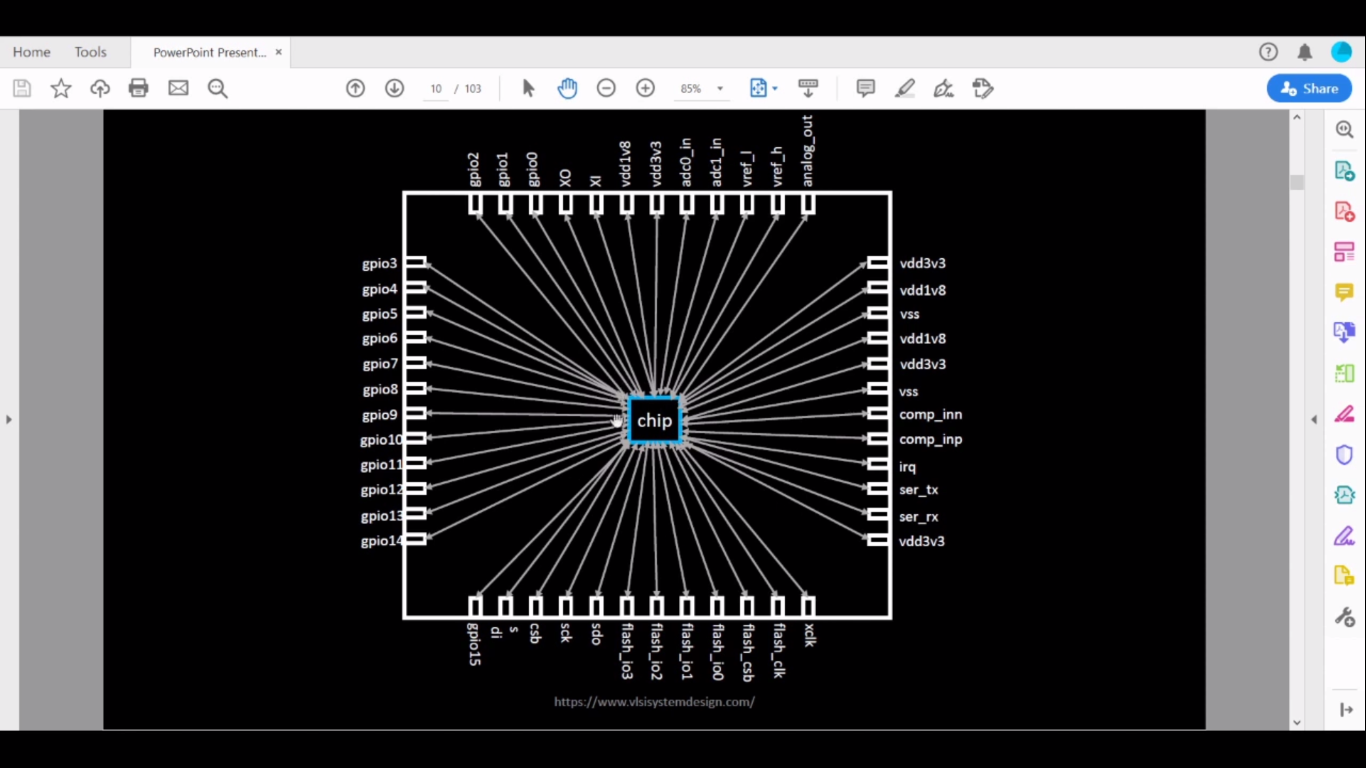 Home
Tools
PowerPoint Present...
10 / 103
85%
Share
gpio2
gpio1
gpio0
XO
XI
vdd1v8
vdd3v3
adc0_in
adc1_in
vref_l
vref_h
analog_out
gpio3
gpio4
gpio5
gpio6
gpio7
gpio8
gpio9
gpio10
gpio11
gpio12
gpio13
gpio14
chip
vdd3v3
vdd1v8
vss
vdd1v8
vdd3v3
vss
comp_inn
comp_inp
irq
ser_tx
ser_rx
vdd3v3
gpio15
s
di
csb
sck
sdo
flash_io3
flash_io2
flash_io1
flash_io0
flash_csb
flash_clk
xclk
https://www.vlsisystemdesign.com/